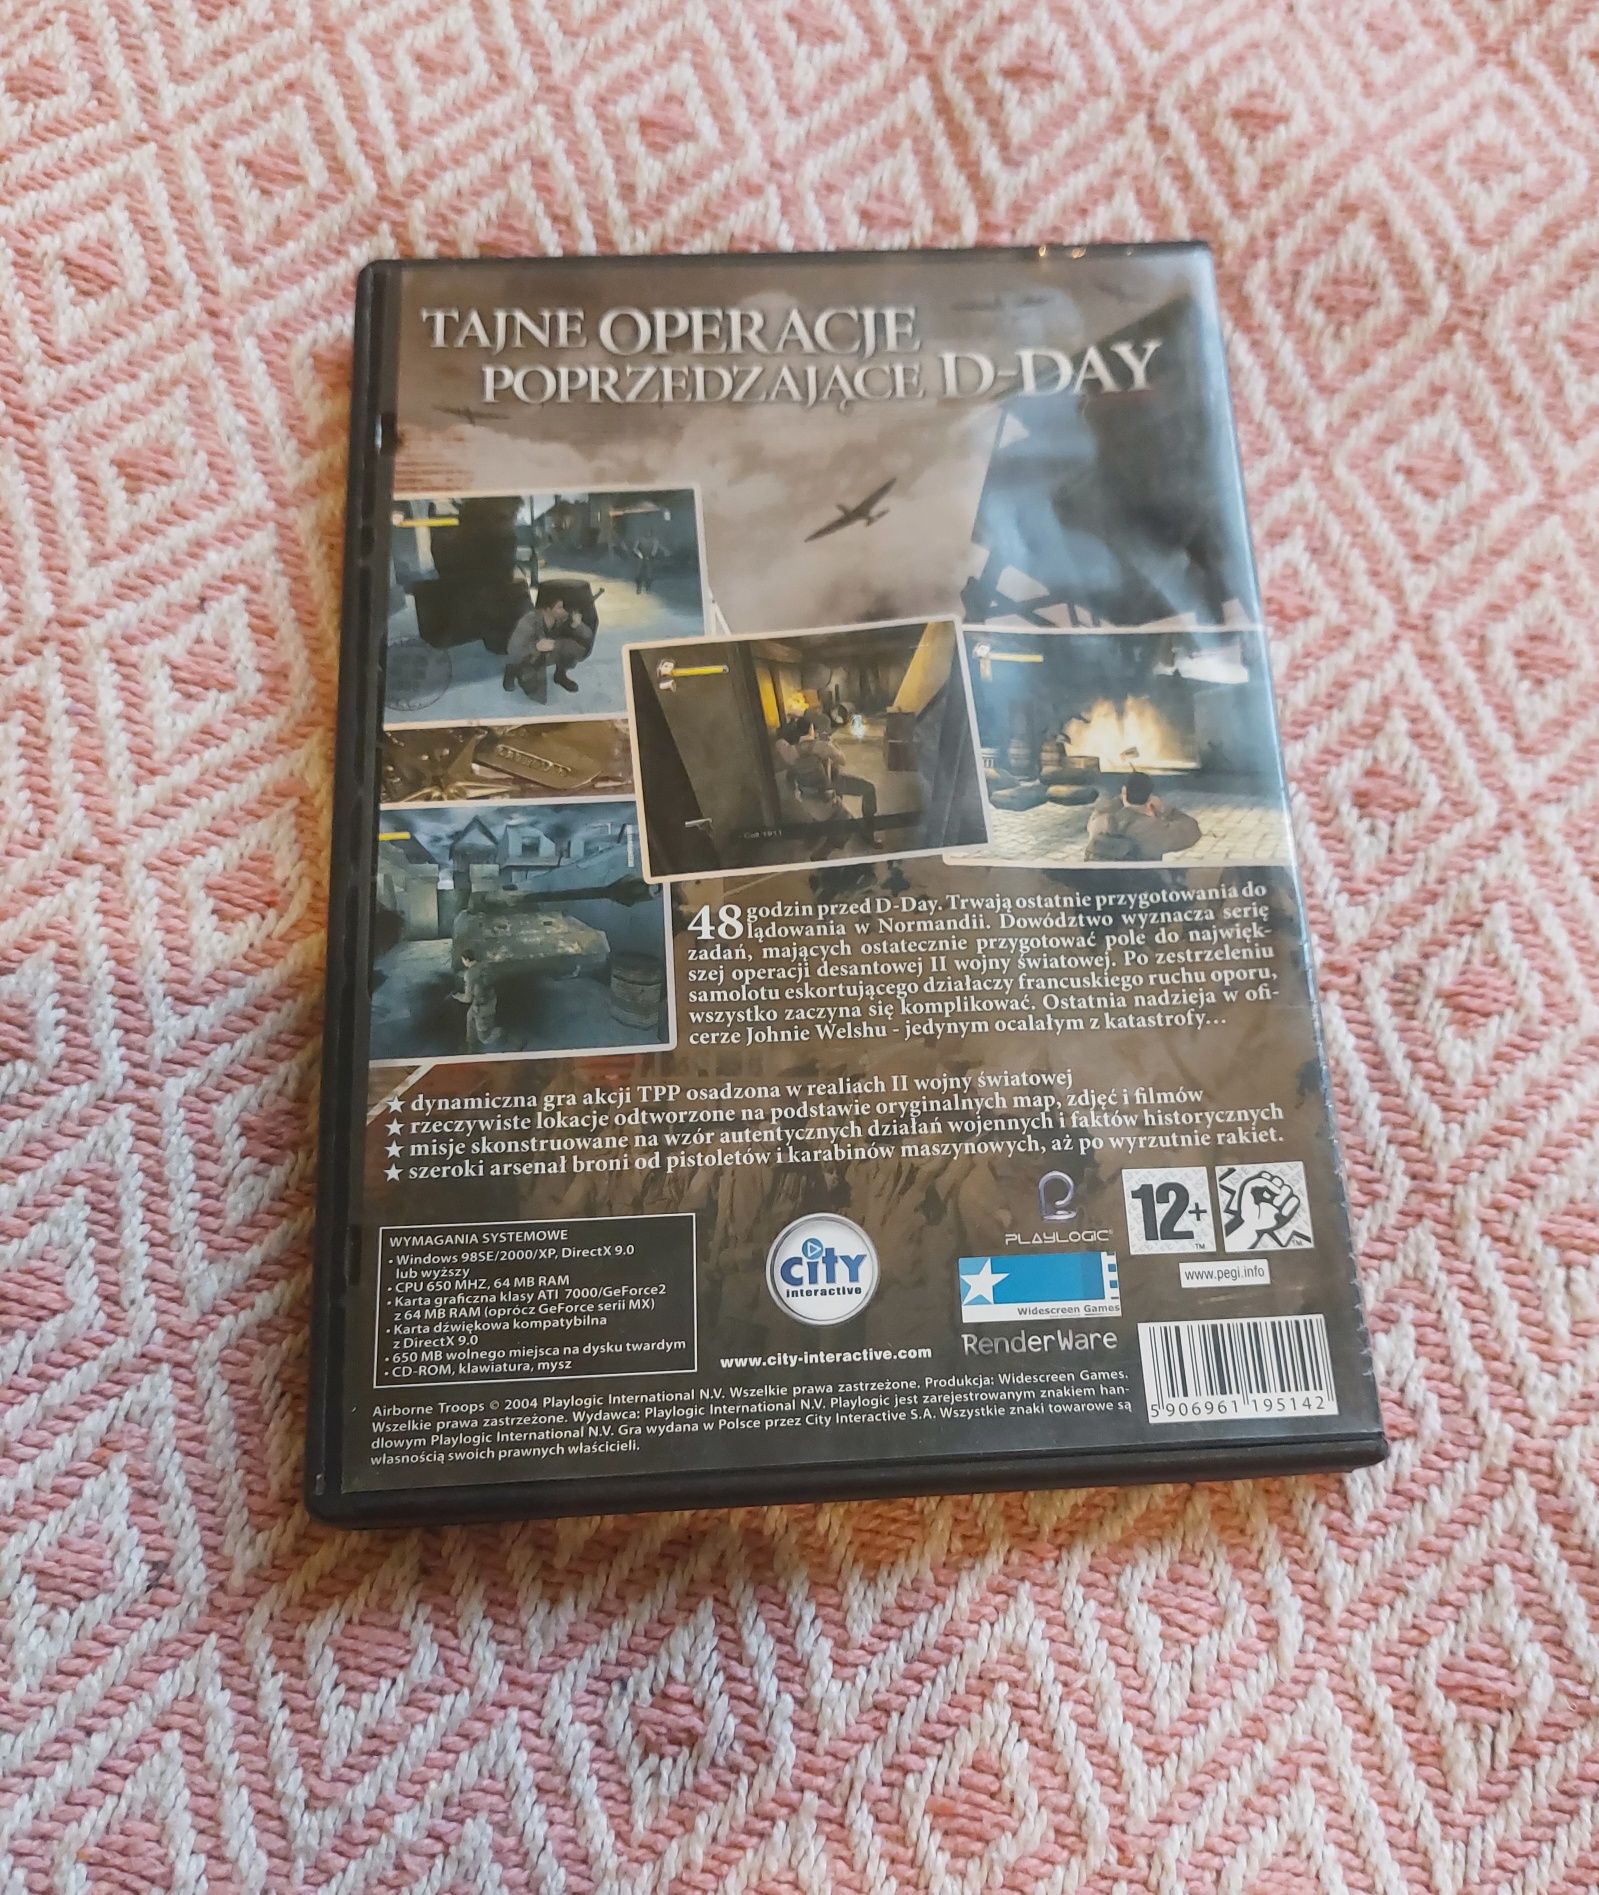 TAJNE OPERACJE
POPRZEDZAJĄCE D-DAY
Colt 1911
48 godzin przed D-Day. Trwają ostatnie przygotowania do
lądowania w Normandii. Dowództwo wyznacza serię
zadań, mających ostatecznie przygotować pole do najwięk-
szej operacji desantowej II wojny światowej. Po zestrzeleniu
samolotu eskortującego działaczy francuskiego ruchu oporu,
wszystko zaczyna się komplikować. Ostatnia nadzieja w ofi-
cerze Johnie Welshu - jedynym ocalałym z katastrofy...
★ dynamiczna gra akcji TPP osadzona w realiach II wojny światowej
★ rzeczywiste lokacje odtworzone na podstawie oryginalnych map, zdjęć i filmów
★ misje skonstruowane na wzór autentycznych działań wojennych i faktów historycznych
★ szeroki arsenał broni od pistoletów i karabinów maszynowych, aż po wyrzutnie rakiet.
WYMAGANIA SYSTEMOWE
• Windows 98SE/2000/XP, DirectX 9.0
lub wyższy
• CPU 650 MHZ, 64 MB RAM
• Karta graficzna klasy ATI 7000/GeForce2
z 64 MB RAM (oprócz GeForce serii MX)
• Karta dźwiękowa kompatybilna
z DirectX 9.0
• 650 MB wolnego miejsca na dysku twardym
• CD-ROM, klawiatura, mysz
city
interactive
www.city-interactive.com
PLAYLOGIC
Widescreen Games
RenderWare
12+
™
™
www.pegi.info
5 906961 195142
Airborne Troops © 2004 Playlogic International N.V. Wszelkie prawa zastrzeżone. Produkcja: Widescreen Games.
Wszelkie prawa zastrzeżone. Wydawca: Playlogic International N.V. Playlogic jest zarejestrowanym znakiem han-
dlowym Playlogic International N.V. Gra wydana w Polsce przez City Interactive S.A. Wszystkie znaki towarowe są
własnością swoich prawnych właścicieli.